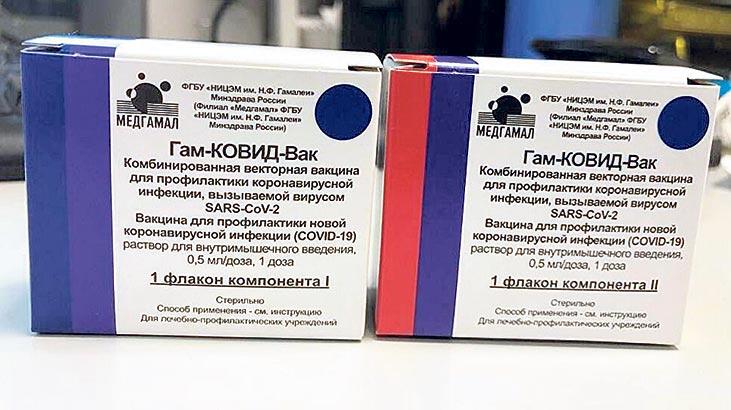 МЕДГАМАЛ
ФГБУ «НИЦЭМ им. Н.Ф. Гамалеи»
Минздрава России
(Филиал «Медгамал» ФГБУ
«НИЦЭМ им. Н.Ф. Гамалеи»
Минздрава России)
Гам-КОВИД-Вак
Комбинированная векторная вакцина
для профилактики коронавирусной
инфекции, вызываемой вирусом
SARS-CoV-2
Вакцина для профилактики новой
коронавирусной инфекции (COVID-19)
раствор для внутримышечного введения,
0,5 мл/доза, 1 доза
1 флакон компонента I
Стерильно
Способ применения - см. инструкцию
Для лечебно-профилактических учреждений
МЕДГАМАЛ
ФГБУ «НИЦЭМ им. Н.Ф. Гамалеи»
Минздрава России
(Филиал «Медгамал» ФГБУ
«НИЦЭМ им. Н.Ф. Гамалеи»
Минздрава России)
Гам-КОВИД-Вак
Комбинированная векторная вакцина
для профилактики коронавирусной
инфекции, вызываемой вирусом
SARS-CoV-2
Вакцина для профилактики новой
коронавирусной инфекции (COVID-19)
раствор для внутримышечного введения,
0,5 мл/доза, 1 доза
1 флакон компонента II
Стерильно
Способ применения - см. инструкцию
Для лечебно-профилактических учреждений